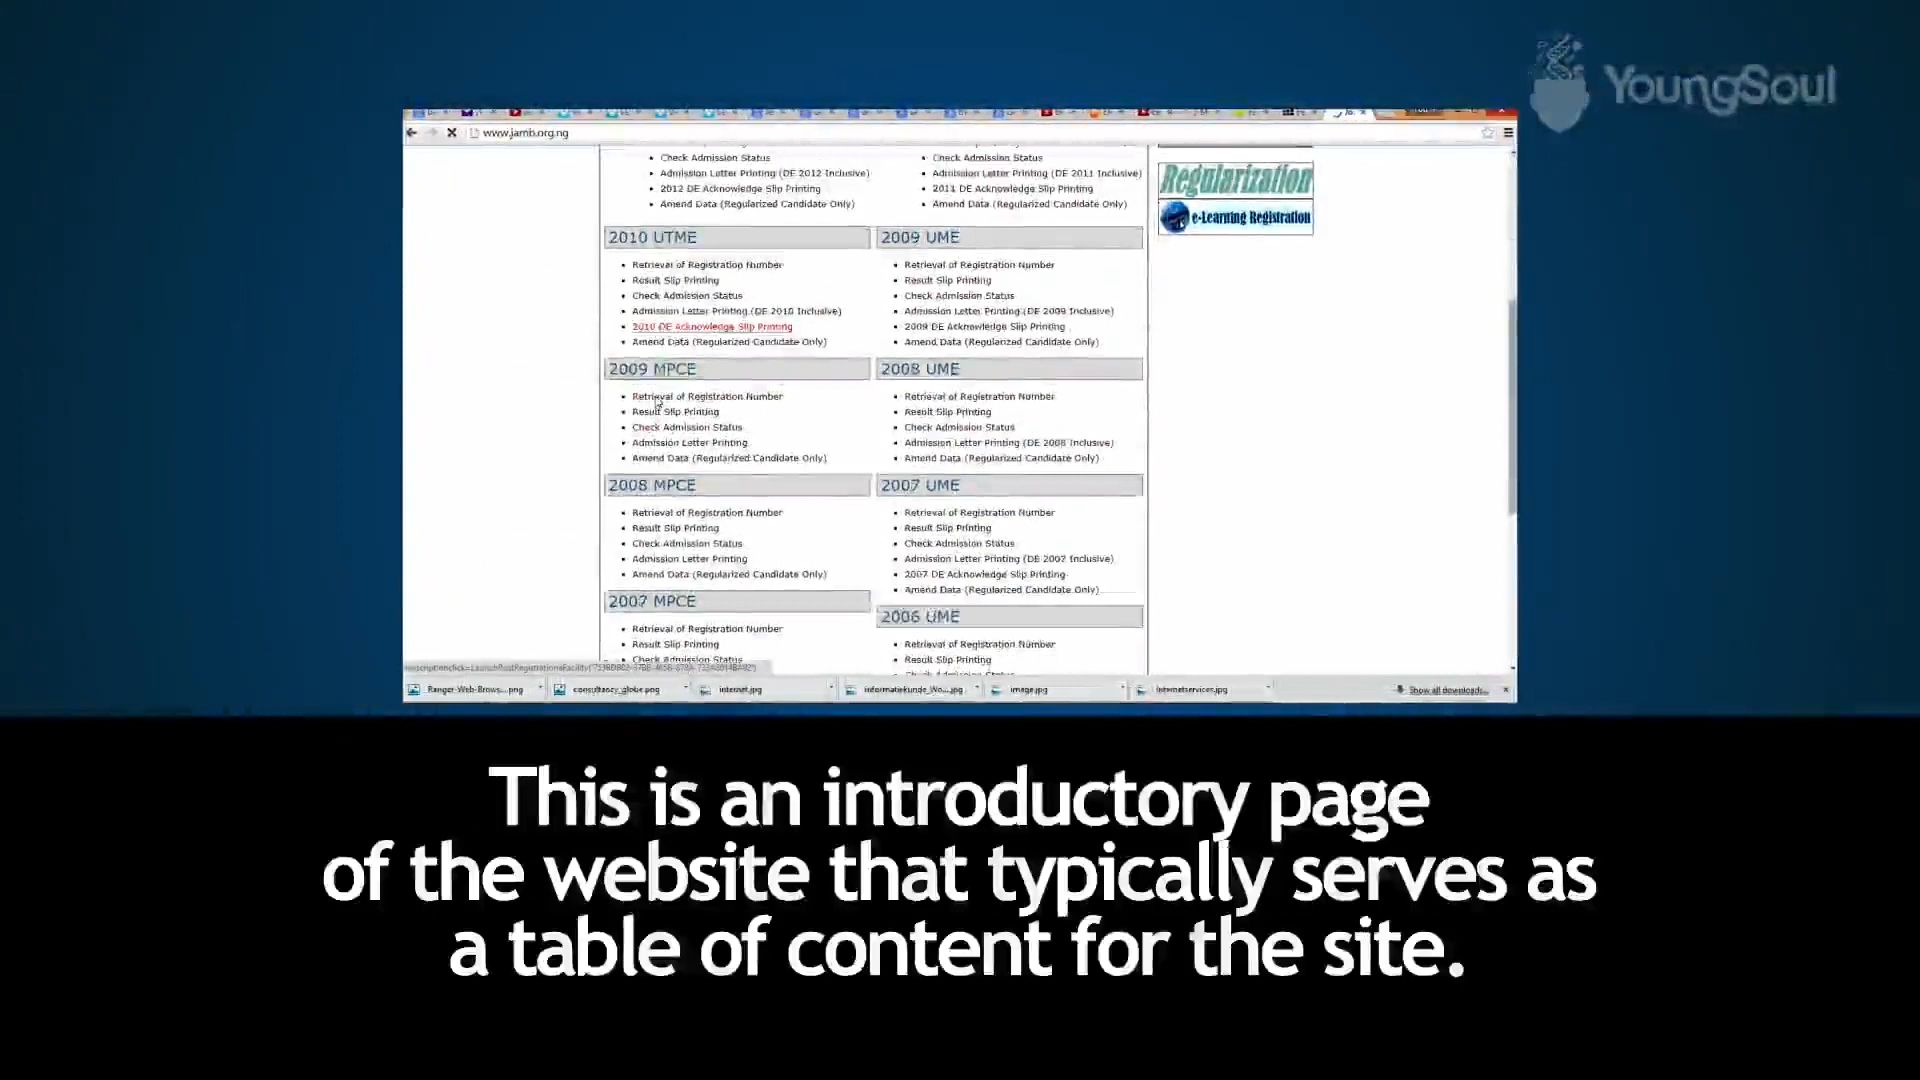 YoungSoul
www.jamb.org.ng
Check Admission Status
Admission Letter Printing (DE 2012 Inclusive)
2012 DE Acknowledge Slip Printing
Amend Data (Regularized Candidate Only)
Check Admission Status
Admission Letter Printing (DE 2011 Inclusive)
2011 DE Acknowledge Slip Printing
Amend Data (Regularized Candidate Only)
Regularization
e-Learning Registration
2010 UTME
Retrieval of Registration Number
Result Slip Printing
Check Admission Status
Admission Letter Printing (DE 2010 Inclusive)
2010 DE Acknowledge Slip Printing
Amend Data (Regularized Candidate Only)
2009 UME
Retrieval of Registration Number
Result Slip Printing
Check Admission Status
Admission Letter Printing (DE 2009 Inclusive)
2009 DE Acknowledge Slip Printing
Amend Data (Regularized Candidate Only)
2009 MPCE
Retrieval of Registration Number
Result Slip Printing
Check Admission Status
Admission Letter Printing
Amend Data (Regularized Candidate Only)
2008 UME
Retrieval of Registration Number
Result Slip Printing
Check Admission Status
Admission Letter Printing (DE 2008 Inclusive)
Amend Data (Regularized Candidate Only)
2008 MPCE
Retrieval of Registration Number
Result Slip Printing
Check Admission Status
Admission Letter Printing
Amend Data (Regularized Candidate Only)
2007 UME
Retrieval of Registration Number
Result Slip Printing
Check Admission Status
Admission Letter Printing (DE 2007 Inclusive)
2007 DE Acknowledge Slip Printing
Amend Data (Regularized Candidate Only)
2007 MPCE
Retrieval of Registration Number
Result Slip Printing
Check Admission Status
2006 UME
Retrieval of Registration Number
Result Slip Printing
Ranger-Web-Brows....png
consultancy_globe.png
internet.jpg
informatiekunde_Wo....jpg
image.jpg
internetservices.jpg
Show all downloads...
This is an introductory page
of the website that typically serves as
a table of content for the site.